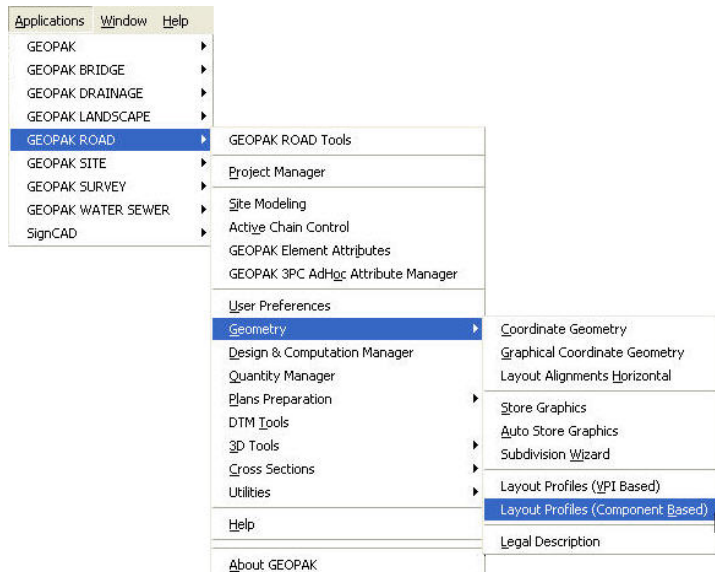 Applications Window Help
GEOPAK
GEOPAK BRIDGE
GEOPAK DRAINAGE
GEOPAK LANDSCAPE
GEOPAK ROAD
GEOPAK SITE
GEOPAK SURVEY
GEOPAK WATER SEWER
SignCAD
GEOPAK ROAD Tools
Project Manager
Site Modeling
Active Chain Control
GEOPAK Element Attributes
GEOPAK 3PC AdHoc Attribute Manager
User Preferences
Geometry
Design & Computation Manager
Quantity Manager
Plans Preparation
DTM Tools
3D Tools
Cross Sections
Utilities
Help
About GEOPAK
Coordinate Geometry
Graphical Coordinate Geometry
Layout Alignments Horizontal
Store Graphics
Auto Store Graphics
Subdivision Wizard
Layout Profiles (VPI Based)
Layout Profiles (Component Based)
Legal Description